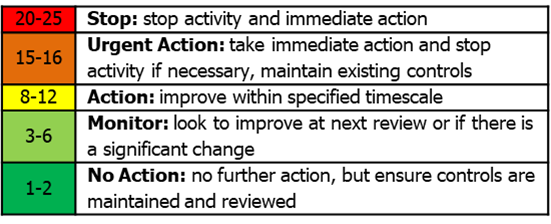 20-25 Stop: stop activity and immediate action
15-16 Urgent Action: take immediate action and stop
activity if necessary, maintain existing controls
8-12 Action: improve within specified timescale
3-6 Monitor: look to improve at next review or if there is
a significant change
1-2 No Action: no further action, but ensure controls are
maintained and reviewed